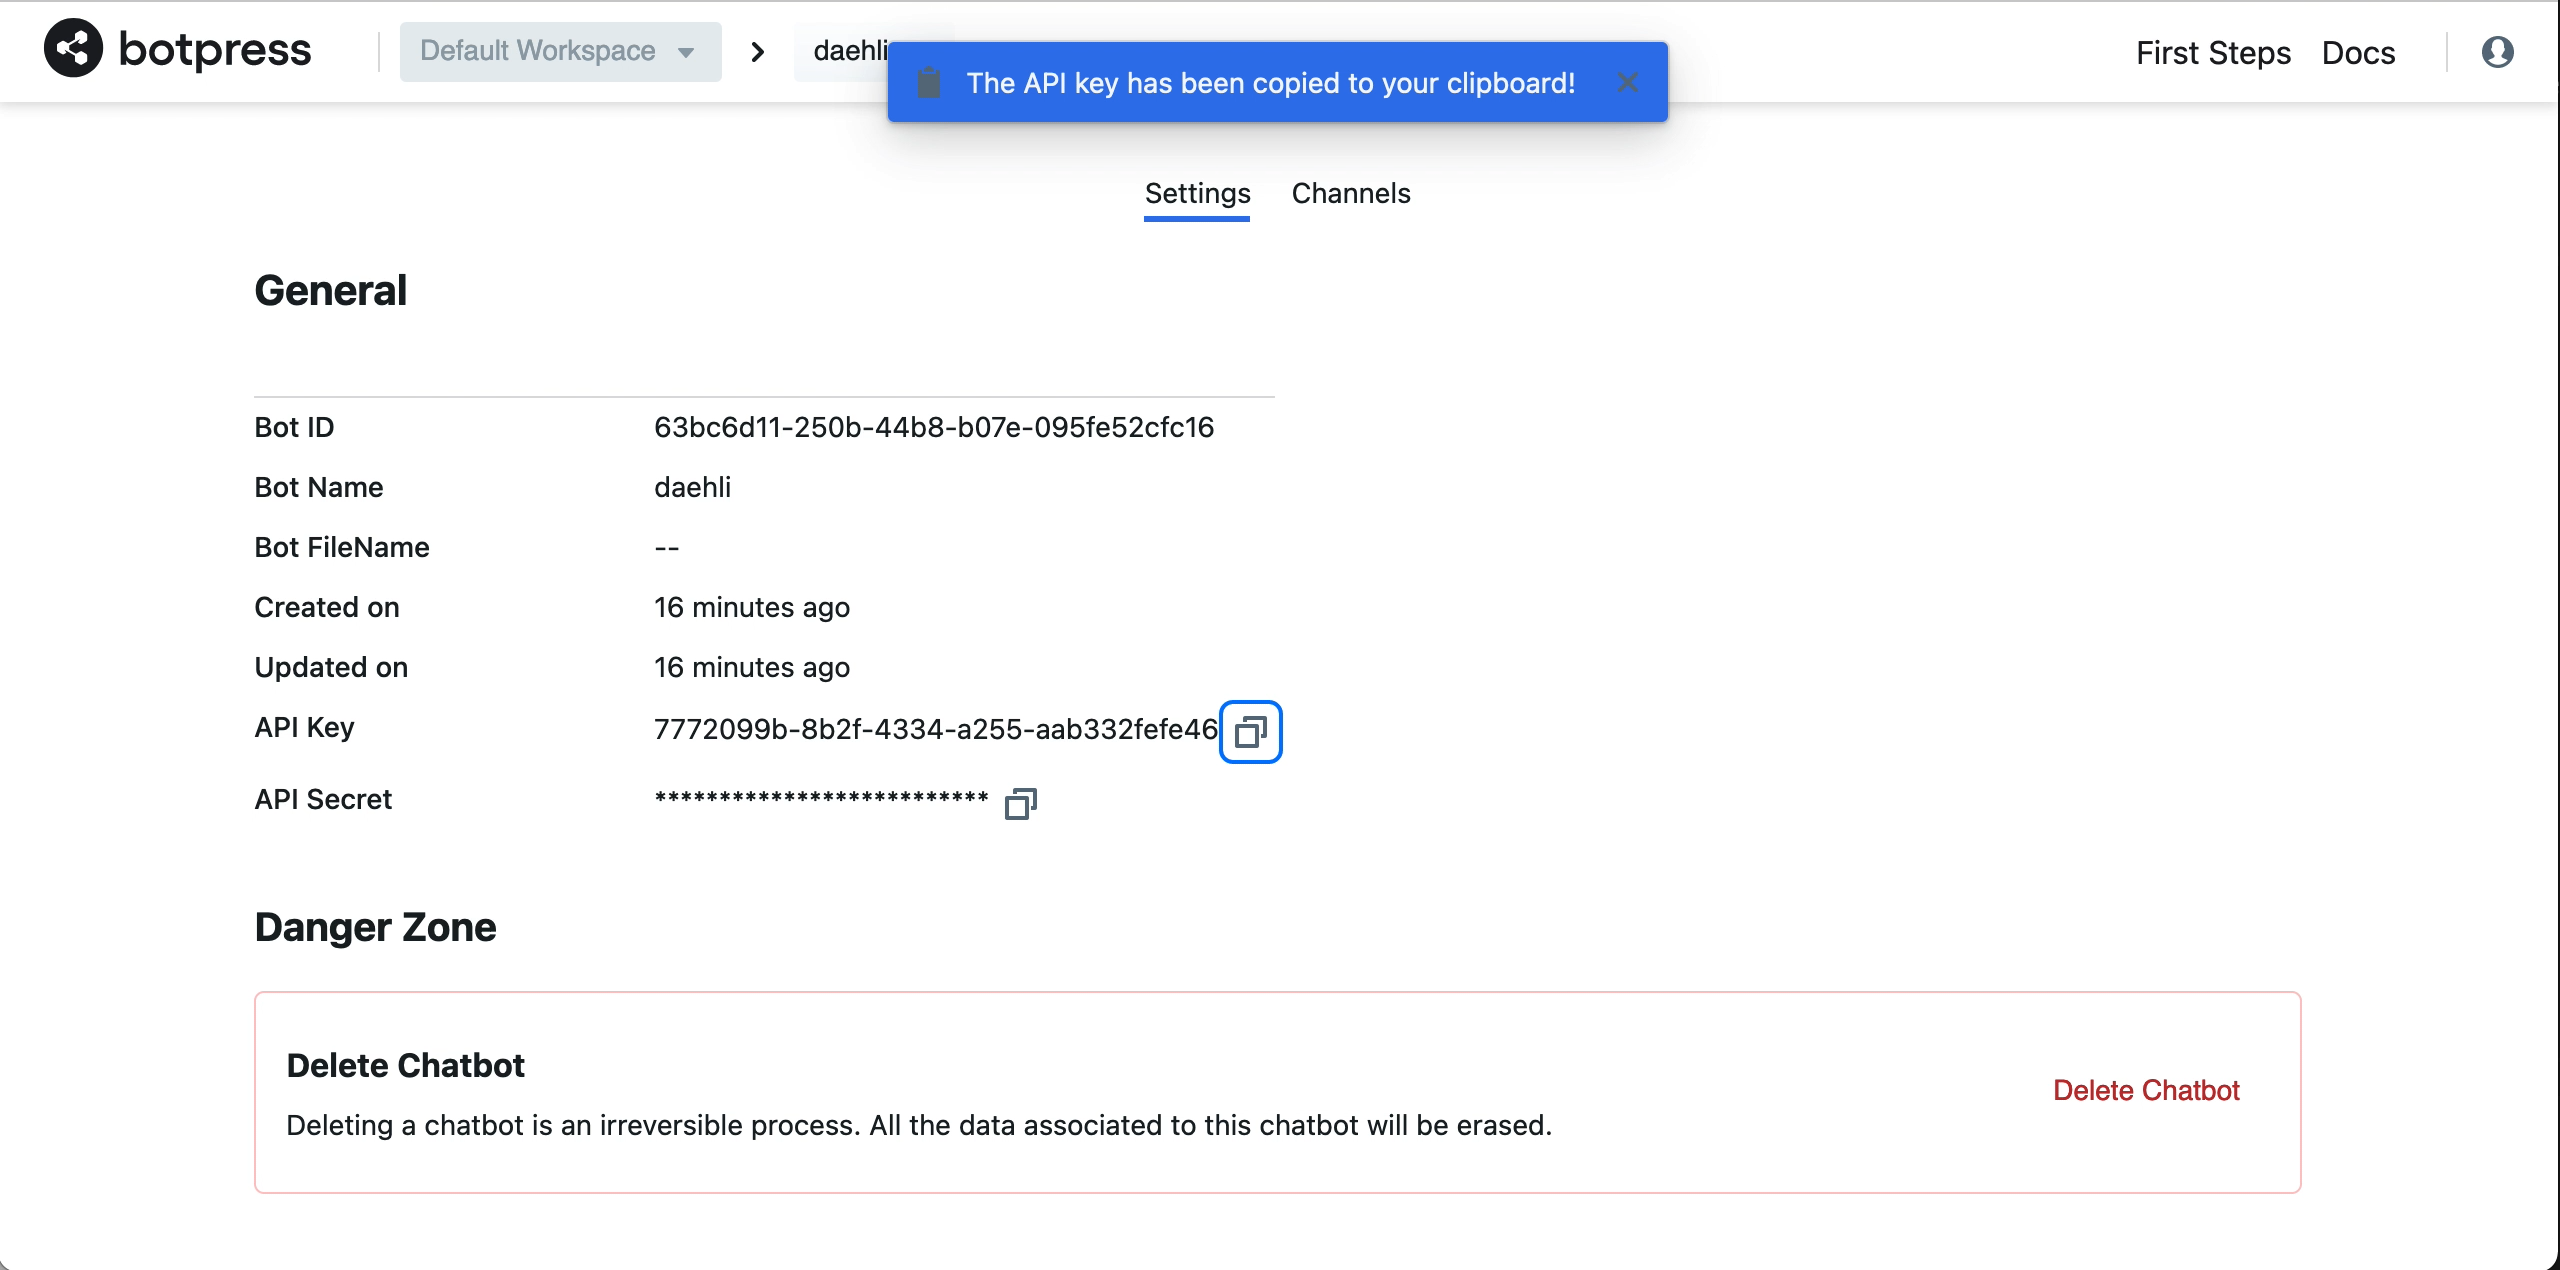 botpress Default Workspace daehli First Steps Docs
The API key has been copied to your clipboard!
Settings Channels
General
Bot ID 63bc6d11-250b-44b8-b07e-095fe52cfc16
Bot Name daehli
Bot FileName --
Created on 16 minutes ago
Updated on 16 minutes ago
API Key 7772099b-8b2f-4334-a255-aab332fefe46
API Secret **************************
Danger Zone
Delete Chatbot
Delete Chatbot
Deleting a chatbot is an irreversible process. All the data associated to this chatbot will be erased.